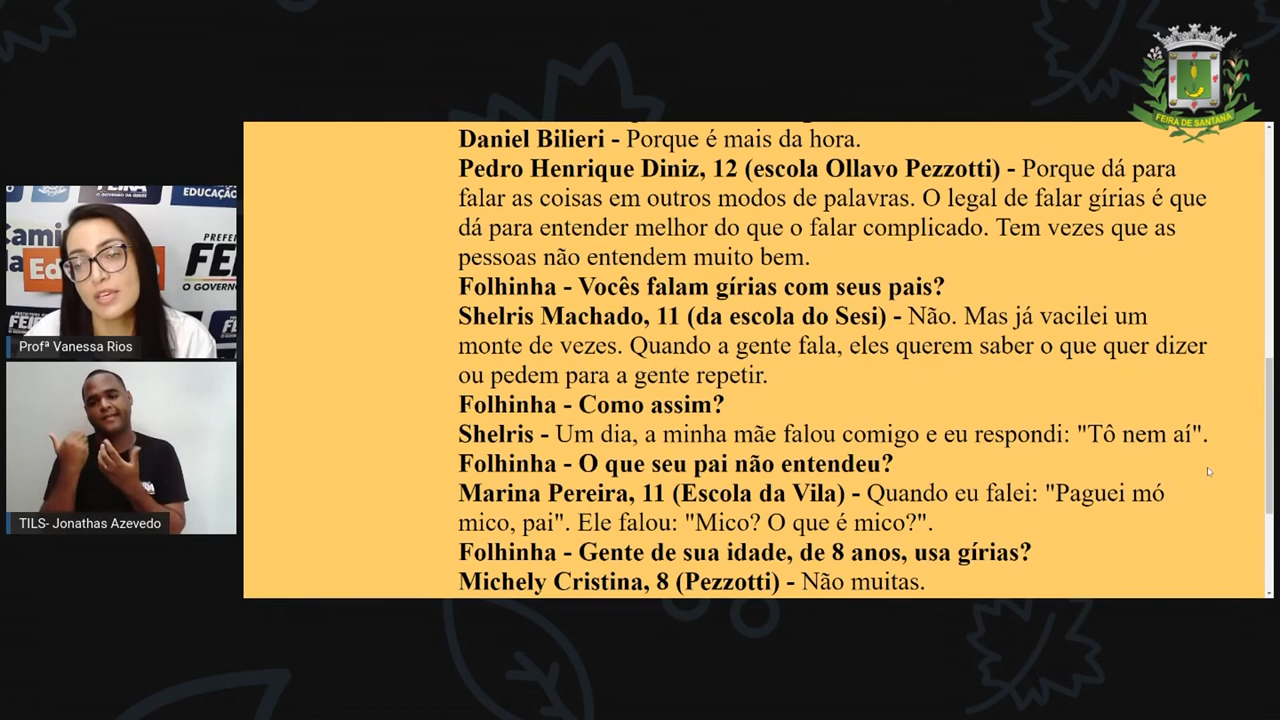 FEIRA DE SANTANA
Daniel Bilieri - Porque é mais da hora.
Pedro Henrique Diniz, 12 (escola Ollavo Pezzotti) - Porque dá para
falar as coisas em outros modos de palavras. O legal de falar gírias é que
dá para entender melhor do que o falar complicado. Tem vezes que as
pessoas não entendem muito bem.
Folhinha - Vocês falam gírias com seus pais?
Shelris Machado, 11 (da escola do Sesi) - Não. Mas já vacilei um
monte de vezes. Quando a gente fala, eles querem saber o que quer dizer
ou pedem para a gente repetir.
Folhinha - Como assim?
Shelris - Um dia, a minha mãe falou comigo e eu respondi: "Tô nem aí".
Folhinha - O que seu pai não entendeu?
Marina Pereira, 11 (Escola da Vila) - Quando eu falei: "Paguei mó
mico, pai". Ele falou: "Mico? O que é mico?".
Folhinha - Gente de sua idade, de 8 anos, usa gírias?
Michely Cristina, 8 (Pezzotti) - Não muitas.
EDUCAÇÃO
PREFEI
FEI
O GOVERNO
Profª Vanessa Rios
TILS- Jonathas Azevedo